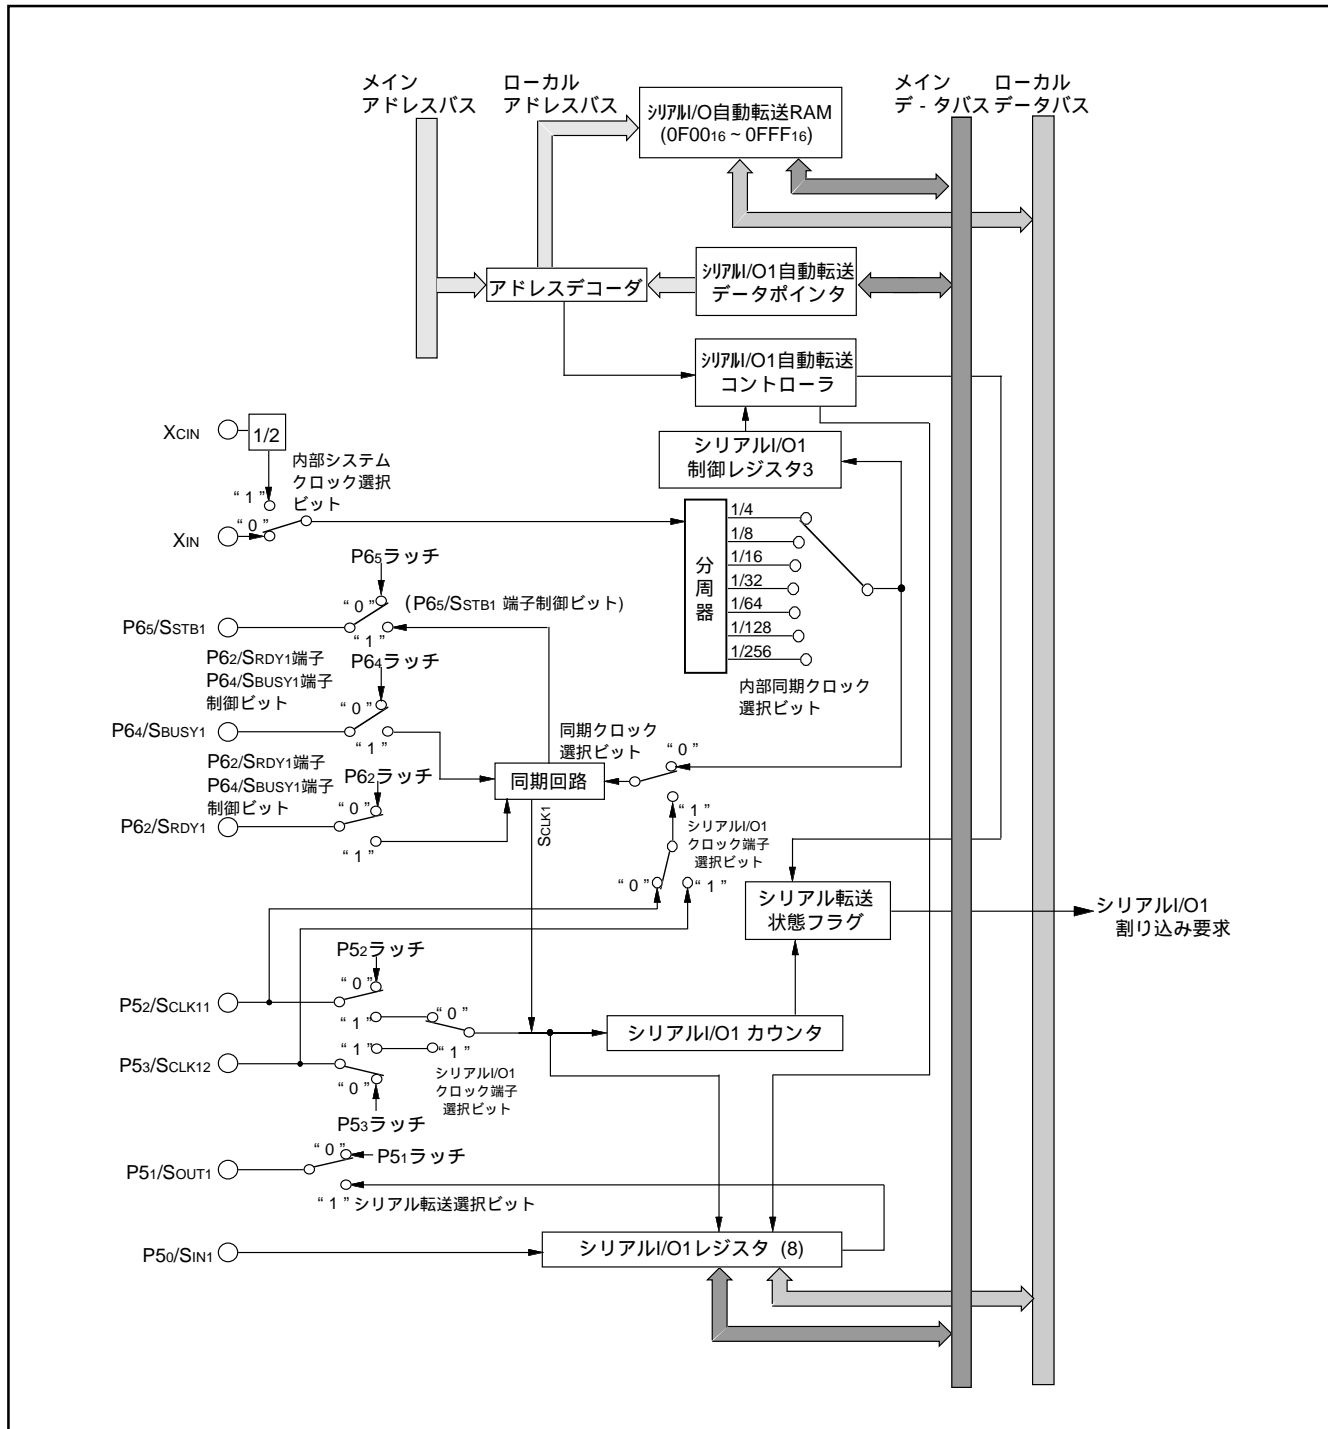 メイン
アドレスバス
ローカル
アドレスバス
メイン
デ - タバス
ローカル
データバス
シリアルI/O自動転送RAM
(0F0016 ~ 0FFF16)
アドレスデコーダ
シリアルI/O1自動転送
データポインタ
シリアルI/O1自動転送
コントローラ
シリアルI/O1
制御レジスタ3
XCIN
1/2
内部システム
クロック選択
ビット
“ 1 ”
“ 0 ”
XIN
分
周
器
1/4
1/8
1/16
1/32
1/64
1/128
1/256
内部同期クロック
選択ビット
P65ラッチ
“ 0 ”
(P65/SSTB1 端子制御ビット)
P65/SSTB1
“ 1 ”
P62/SRDY1端子
P64/SBUSY1端子
制御ビット
P64ラッチ
“ 0 ”
P64/SBUSY1
“ 1 ”
P62/SRDY1端子
P64/SBUSY1端子
制御ビット
P62ラッチ
“ 0 ”
P62/SRDY1
“ 1 ”
同期クロック
選択ビット
“ 0 ”
同期回路
“ 1 ”
SCLK1
シリアルI/O1
クロック端子
選択ビット
“ 0 ”
“ 1 ”
シリアル転送
状態フラグ
シリアルI/O1
割り込み要求
P52ラッチ
“ 0 ”
P52/SCLK11
“ 1 ”
“ 0 ”
シリアルI/O1 カウンタ
“ 1 ”
“ 1 ”
P53/SCLK12
“ 0 ”
シリアルI/O1
クロック端子
選択ビット
P53ラッチ
“ 0 ”
P51ラッチ
P51/SOUT1
“ 1 ” シリアル転送選択ビット
P50/SIN1
シリアルI/O1レジスタ (8)